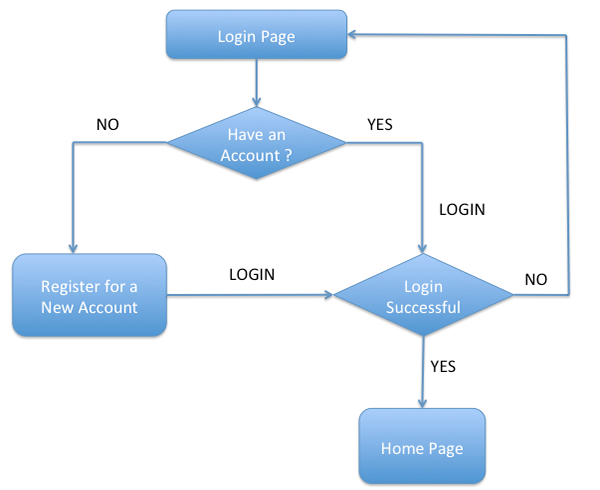 Login Page
NO
Have an
Account ?
YES
LOGIN
Register for a
New Account
LOGIN
Login
Successful
NO
YES
Home Page